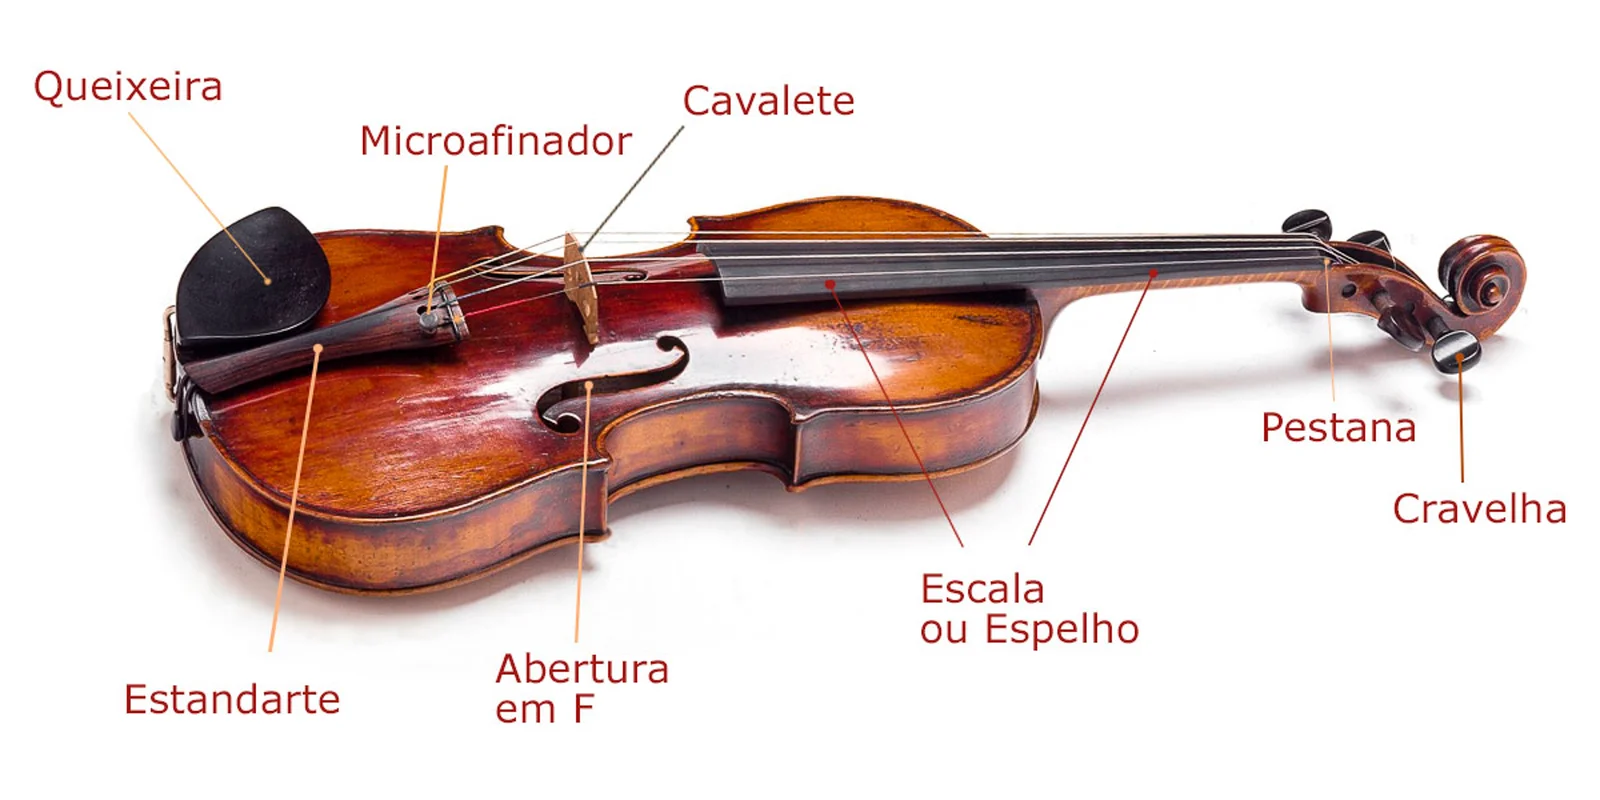 Queixeira
Microafinador
Cavalete
Pestana
Cravelha
Escala
ou Espelho
Abertura
em F
Estandarte